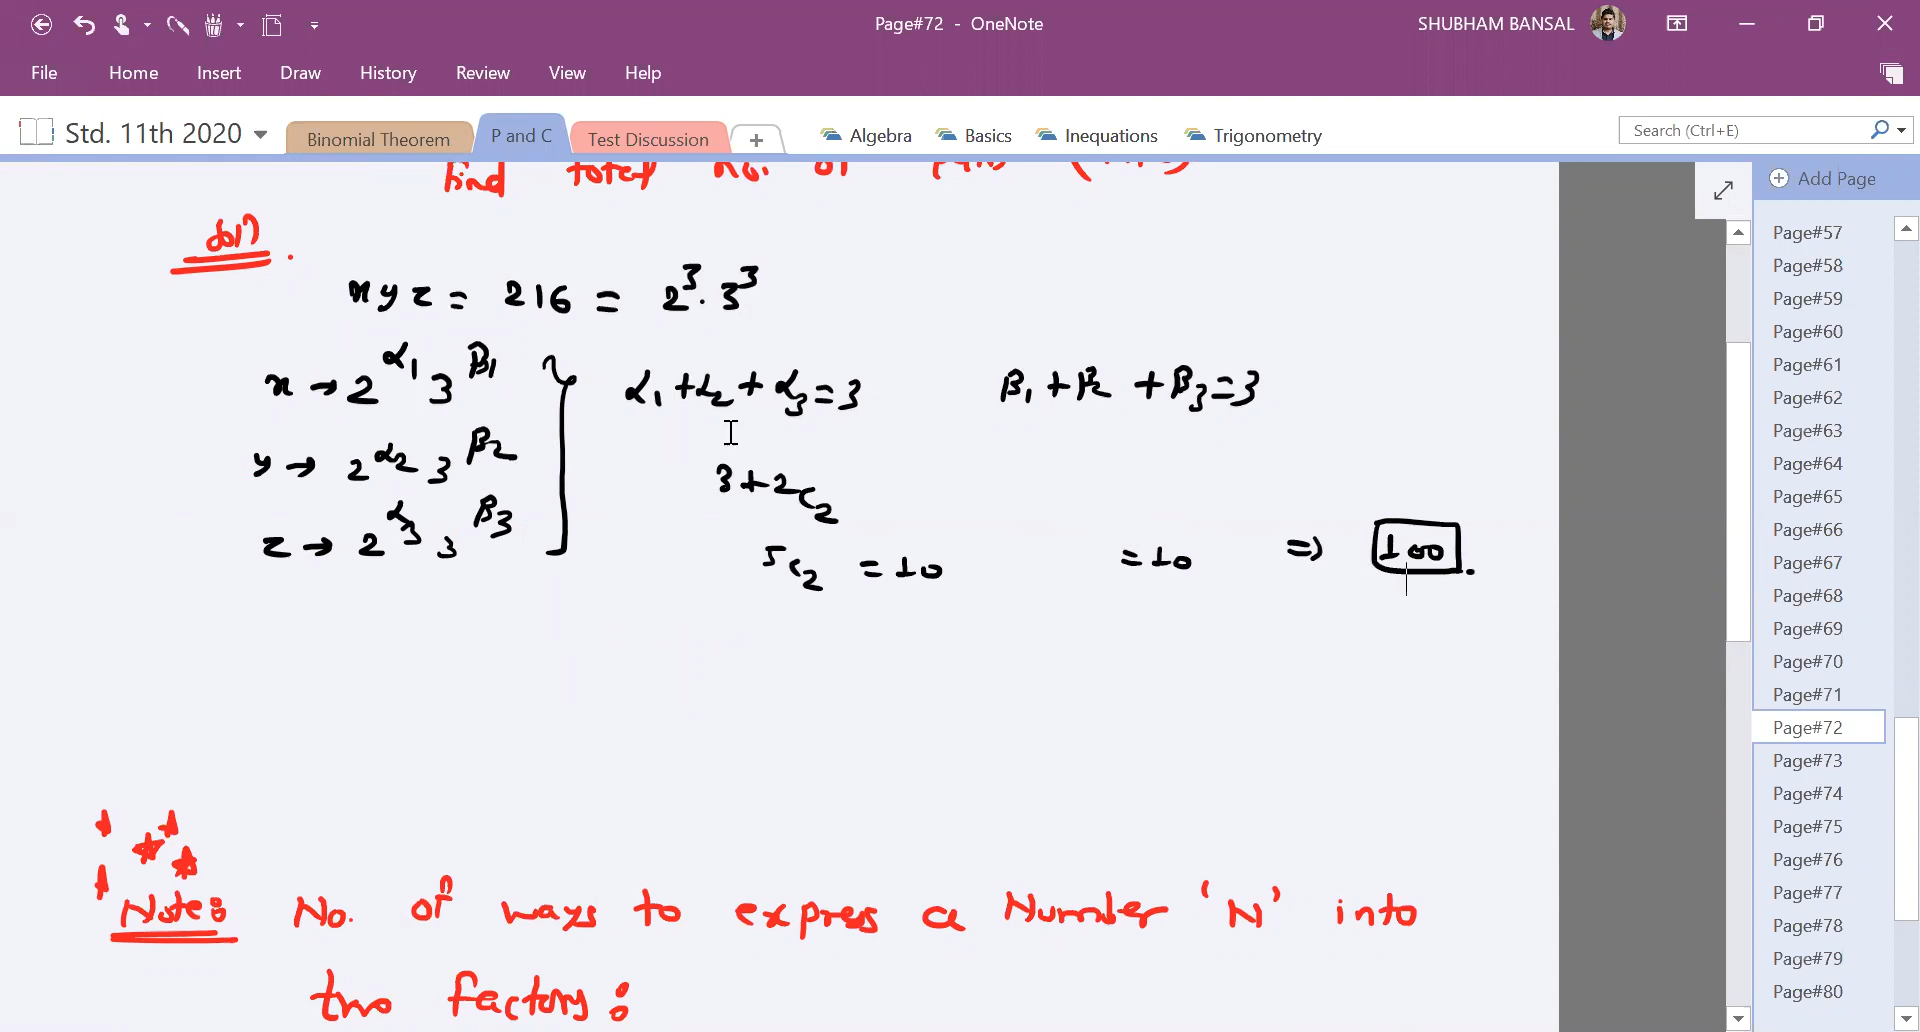 Page#72 - OneNote
SHUBHAM BANSAL
File Home Insert Draw History Review View Help
Std. 11th 2020
Binomial Theorem
P and C
Test Discussion
+
Algebra
Basics
Inequations
Trigonometry
Search (Ctrl+E)
find total No. of
Soln.
xyz = 216 = 2³·3³
x → 2^α₁ 3^β₁
y → 2^α₂ 3^β₂
z → 2^α₃ 3^β₃
α₁+α₂+α₃=3
β₁+β₂+β₃=3
3+2C₂
5C₂ = 10
= 10
⇒ 100.
Note: No. of ways to express a Number 'N' into
two factors:
Add Page
Page#57
Page#58
Page#59
Page#60
Page#61
Page#62
Page#63
Page#64
Page#65
Page#66
Page#67
Page#68
Page#69
Page#70
Page#71
Page#72
Page#73
Page#74
Page#75
Page#76
Page#77
Page#78
Page#79
Page#80